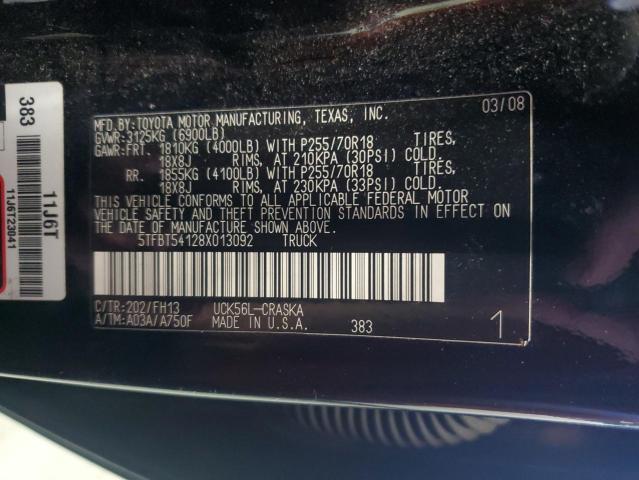 383
11J6T
11J6T23041
03/08
MFD.BY:TOYOTA MOTOR MANUFACTURING, TEXAS, INC.
GVWR:3125KG (6900LB)
GAWR:FRT. 1810KG (4000LB) WITH P255/70R18 TIRES,
18X8J RIMS, AT 210KPA (30PSI) COLD.
RR. 1855KG (4100LB) WITH P255/70R18 TIRES,
18X8J RIMS, AT 230KPA (33PSI) COLD.
THIS VEHICLE CONFORMS TO ALL APPLICABLE FEDERAL MOTOR
VEHICLE SAFETY AND THEFT PREVENTION STANDARDS IN EFFECT ON
THE DATE OF MANUFACTURE SHOWN ABOVE.
5TFBT54128X013092 TRUCK
C/TR:202/FH13 UCK56L-CRASKA
A/TM:A03A/A750F MADE IN U.S.A. 383 1